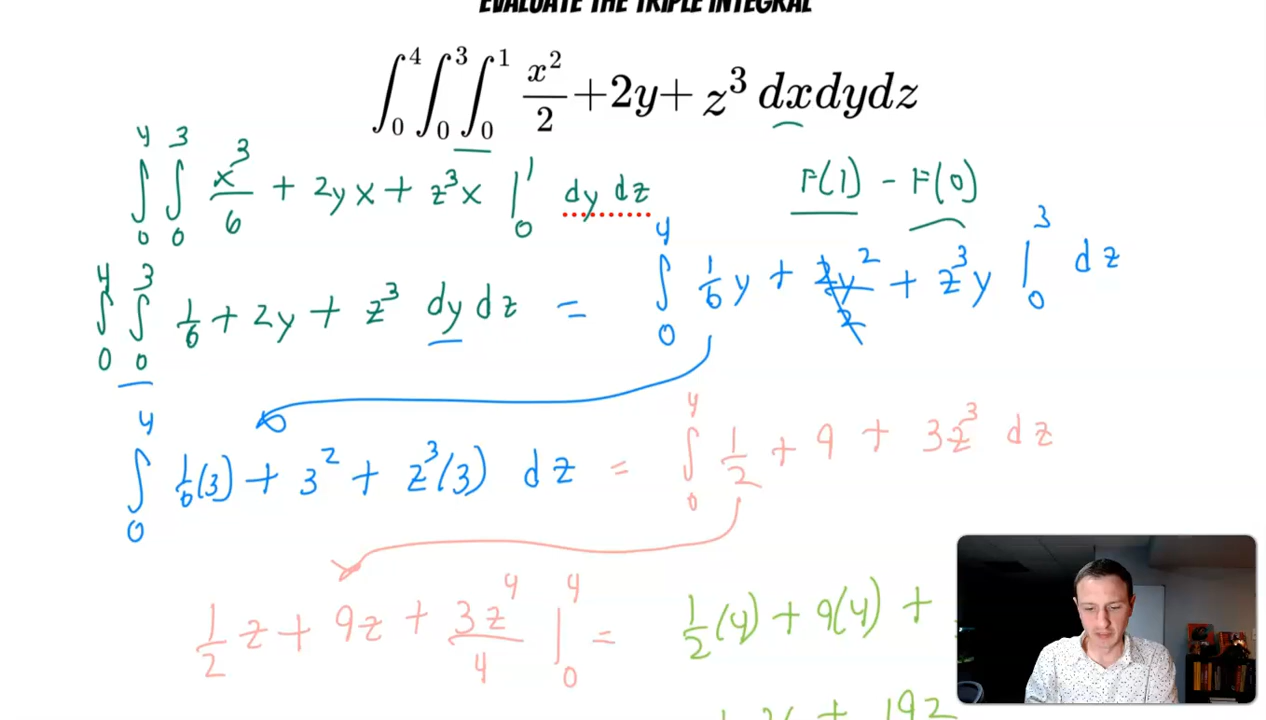 EVALUATE THE TRIPLE INTEGRAL
∫₀⁴ ∫₀³ ∫₀¹ x²/2 + 2y + z³ dxdydz
∫₀⁴ ∫₀³ x³/6 + 2yx + z³x |₀¹ dy dz F(1) - F(0)
∫₀⁴ ∫₀³ 1/6 + 2y + z³ dy dz = ∫₀⁴ 1/6 y + 2y²/2 + z³y |₀³ dz
∫₀⁴ 1/6(3) + 3² + z³(3) dz = ∫₀⁴ 1/2 + 9 + 3z³ dz
1/2 z + 9z + 3z⁴/4 |₀⁴ = 1/2(4) + 9(4) +
+ 192